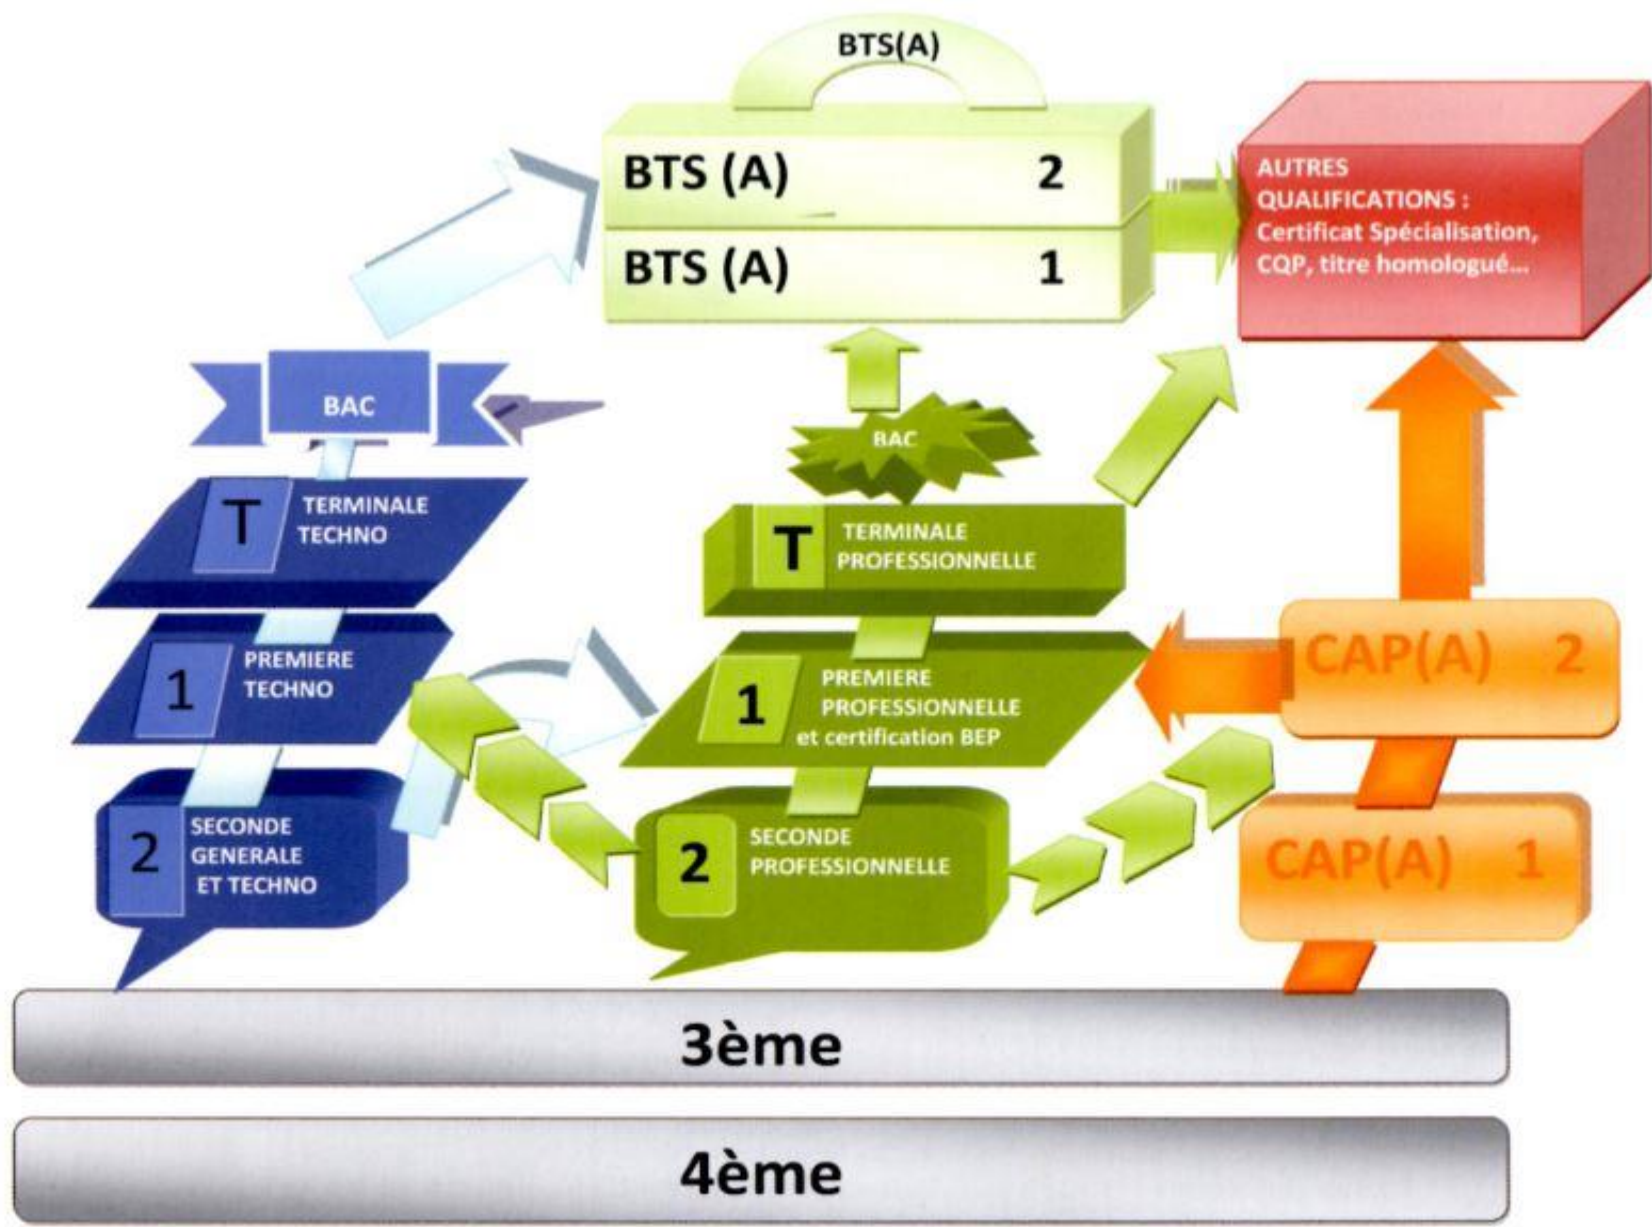 BTS(A)
BTS (A) 2
BTS (A) 1
AUTRES
QUALIFICATIONS :
Certificat Spécialisation,
CQP, titre homologué...
BAC
BAC
T TERMINALE
TECHNO
T TERMINALE
PROFESSIONNELLE
1 PREMIERE
TECHNO
1 PREMIERE
PROFESSIONNELLE
et certification BEP
CAP(A) 2
2 SECONDE
GENERALE
ET TECHNO
2 SECONDE
PROFESSIONNELLE
CAP(A) 1
3ème
4ème